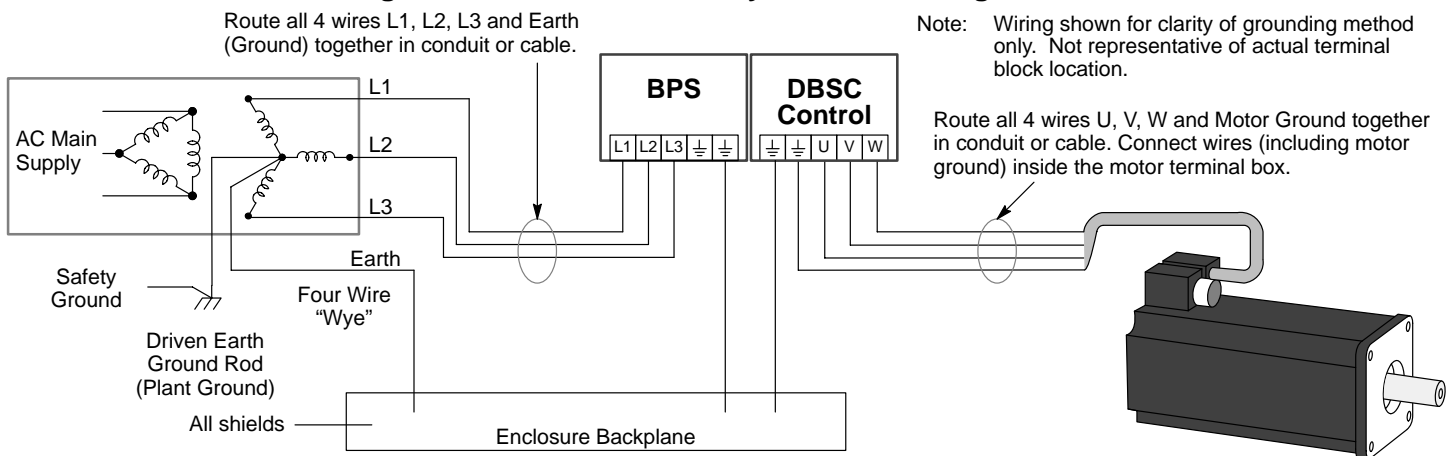 Route all 4 wires L1, L2, L3 and Earth
(Ground) together in conduit or cable.
Note: Wiring shown for clarity of grounding method
only. Not representative of actual terminal
block location.
L1
BPS
DBSC
Control
Route all 4 wires U, V, W and Motor Ground together
in conduit or cable. Connect wires (including motor
ground) inside the motor terminal box.
AC Main
Supply
L2
L1 L2 L3
U V W
L3
Earth
Safety
Ground
Four Wire
“Wye”
Driven Earth
Ground Rod
(Plant Ground)
All shields
Enclosure Backplane